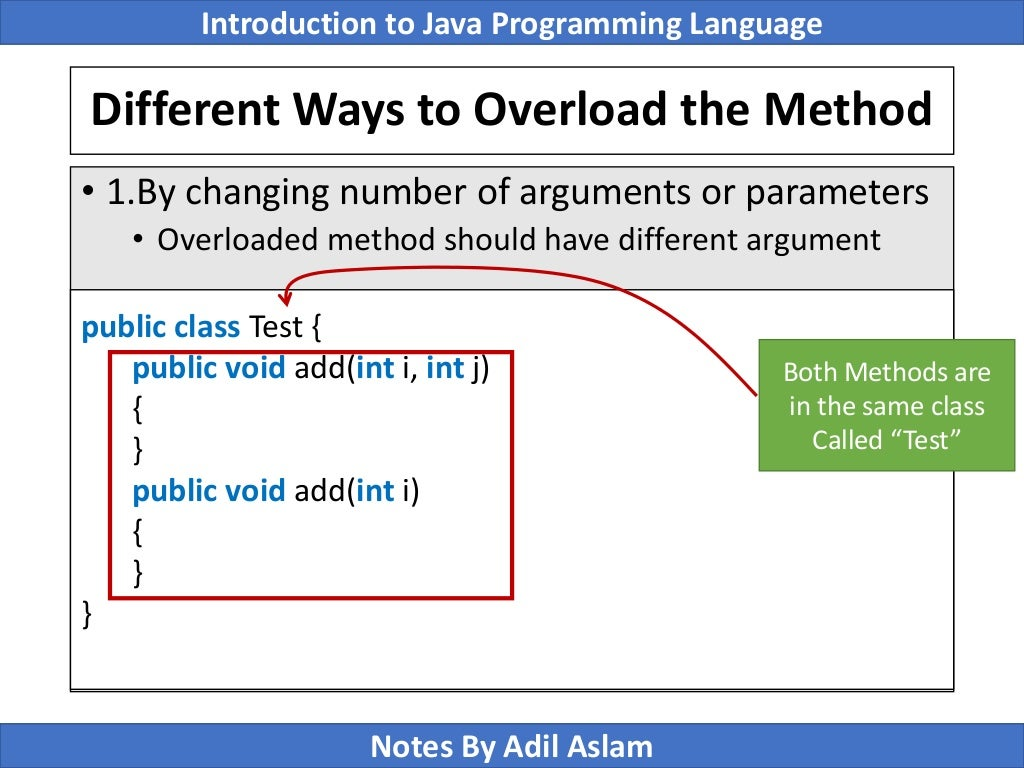 Introduction to Java Programming Language
Different Ways to Overload the Method
• 1.By changing number of arguments or parameters
• Overloaded method should have different argument
public class Test {
public void add(int i, int j)
{
}
public void add(int i)
{
}
}
Both Methods are
in the same class
Called “Test”
Notes By Adil Aslam